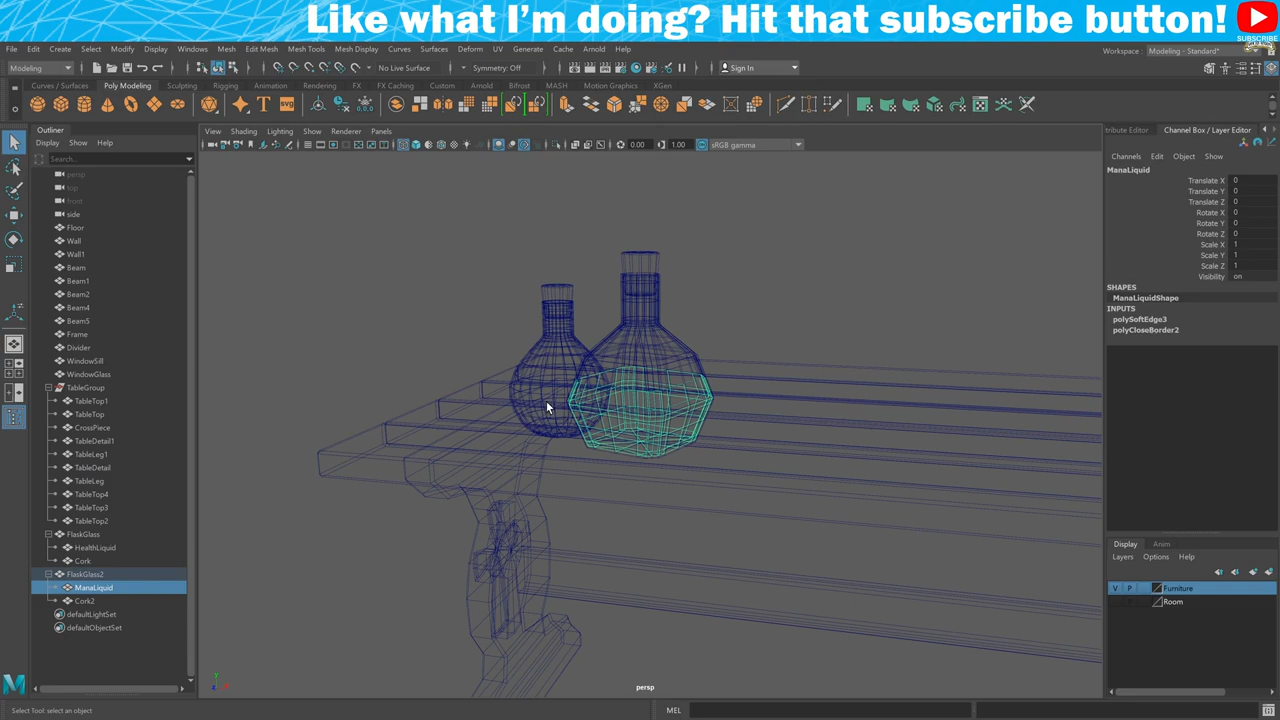 Like what I'm doing? Hit that subscribe button!
SUBSCRIBE
File Edit Create Select Modify Display Windows Mesh Edit Mesh Mesh Tools Mesh Display Curves Surfaces Deform UV Generate Cache Arnold Help
Workspace : Modeling - Standard*
Modeling
No Live Surface
Symmetry: Off
Sign In
Curves / Surfaces Poly Modeling Sculpting Rigging Animation Rendering FX FX Caching Custom Arnold Bifrost MASH Motion Graphics XGen
Outliner
Display Show Help
Search...
persp
top
front
side
Floor
Wall
Wall1
Beam
Beam1
Beam2
Beam4
Beam5
Frame
Divider
WindowSill
WindowGlass
TableGroup
TableTop1
TableTop
CrossPiece
TableDetail1
TableLeg1
TableDetail
TableLeg
TableTop4
TableTop3
TableTop2
FlaskGlass
HealthLiquid
Cork
FlaskGlass2
ManaLiquid
Cork2
defaultLightSet
defaultObjectSet
View Shading Lighting Show Renderer Panels
0.00 1.00 sRGB gamma
persp
tribute Editor Channel Box / Layer Editor
Channels Edit Object Show
ManaLiquid
Translate X 0
Translate Y 0
Translate Z 0
Rotate X 0
Rotate Y 0
Rotate Z 0
Scale X 1
Scale Y 1
Scale Z 1
Visibility on
SHAPES
ManaLiquidShape
INPUTS
polySoftEdge3
polyCloseBorder2
Display Anim
Layers Options Help
V P Furniture
Room
Select Tool: select an object
MEL